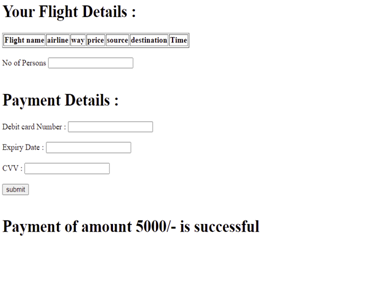 Your Flight Details :
Flight name airline way price source destination Time
No of Persons
Payment Details :
Debit card Number :
Expiry Date :
CVV :
submit
Payment of amount 5000/- is successful